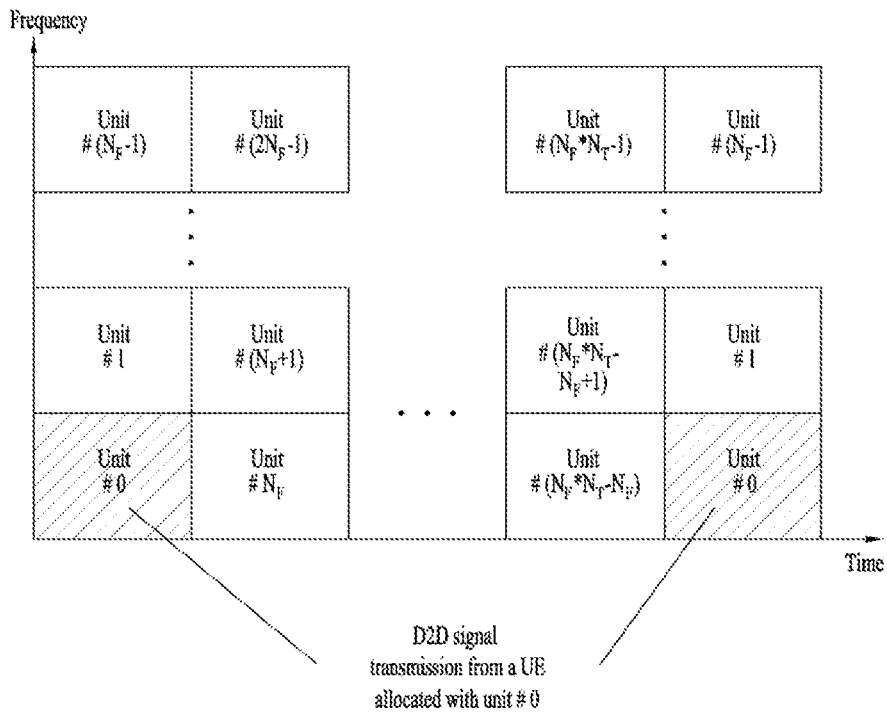 Frequency
Unit
# (N_F-1)
Unit
# (2N_F-1)
Unit
# (N_F*N_T-1)
Unit
# (N_F-1)
Unit
# 1
Unit
# (N_F+1)
Unit
# (N_F*N_T-
N_F+1)
Unit
# 1
Unit
# 0
Unit
# N_F
Unit
# (N_F*N_T-N_F)
Unit
# 0
Time
D2D signal
transmission from a UE
allocated with unit # 0